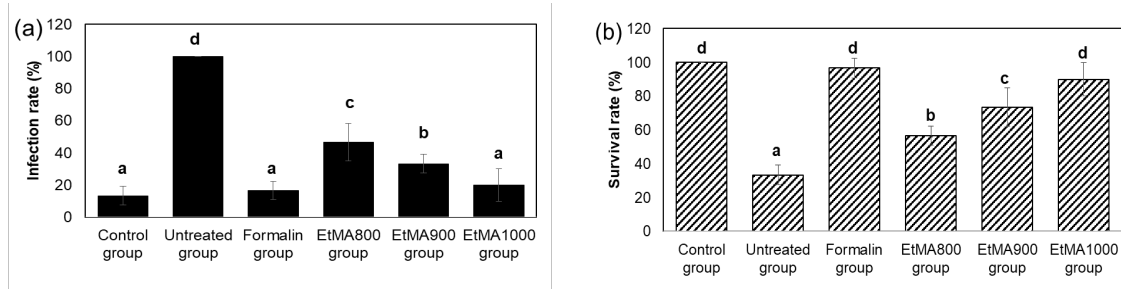 (a)
Infection rate (%)
120
100
80
60
40
20
0
a
d
a
c
b
a
Control group
Untreated group
Formalin group
EtMA800 group
EtMA900 group
EtMA1000 group
(b)
Survival rate (%)
120
100
80
60
40
20
0
d
a
d
b
c
d
Control group
Untreated group
Formalin group
EtMA800 group
EtMA900 group
EtMA1000 group